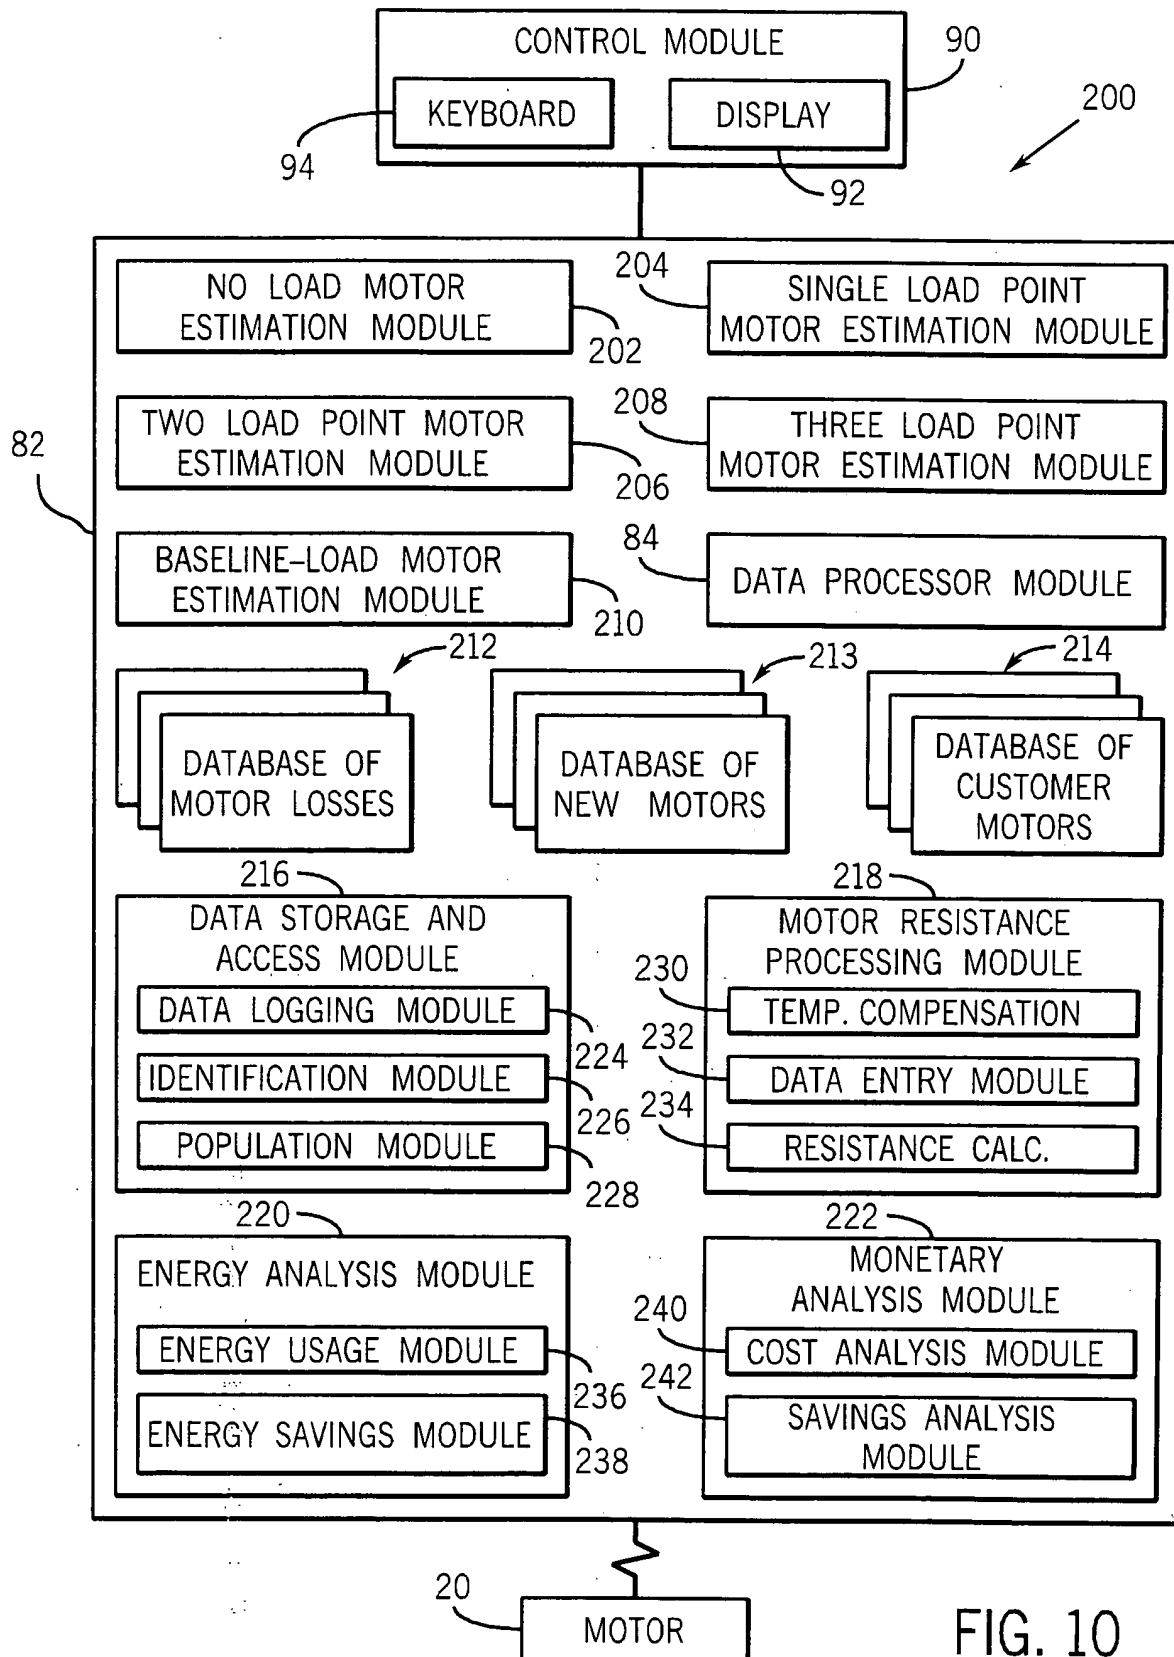 CONTROL MODULE
90
KEYBOARD
DISPLAY
94
92
200
82
NO LOAD MOTOR
ESTIMATION MODULE
202
204
SINGLE LOAD POINT
MOTOR ESTIMATION MODULE
TWO LOAD POINT MOTOR
ESTIMATION MODULE
206
208
THREE LOAD POINT
MOTOR ESTIMATION MODULE
BASELINE-LOAD MOTOR
ESTIMATION MODULE
210
84
DATA PROCESSOR MODULE
212
DATABASE OF
MOTOR LOSSES
213
DATABASE OF
NEW MOTORS
214
DATABASE OF
CUSTOMER
MOTORS
216
DATA STORAGE AND
ACCESS MODULE
DATA LOGGING MODULE
224
IDENTIFICATION MODULE
226
POPULATION MODULE
228
218
MOTOR RESISTANCE
PROCESSING MODULE
230
TEMP. COMPENSATION
232
DATA ENTRY MODULE
234
RESISTANCE CALC.
220
ENERGY ANALYSIS MODULE
ENERGY USAGE MODULE
236
ENERGY SAVINGS MODULE
238
222
MONETARY
ANALYSIS MODULE
240
COST ANALYSIS MODULE
242
SAVINGS ANALYSIS
MODULE
20
MOTOR
FIG. 10